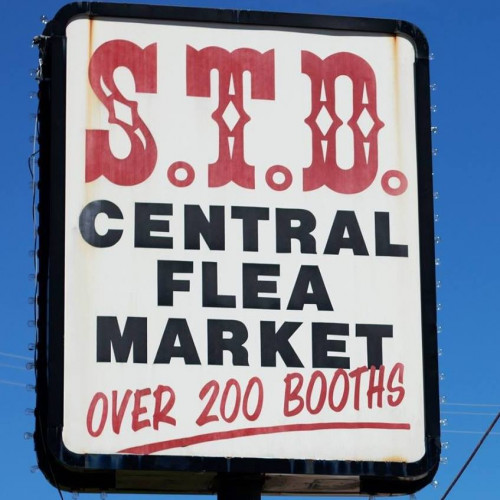 S.T.D.
CENTRAL
FLEA
MARKET
OVER 200 BOOTHS